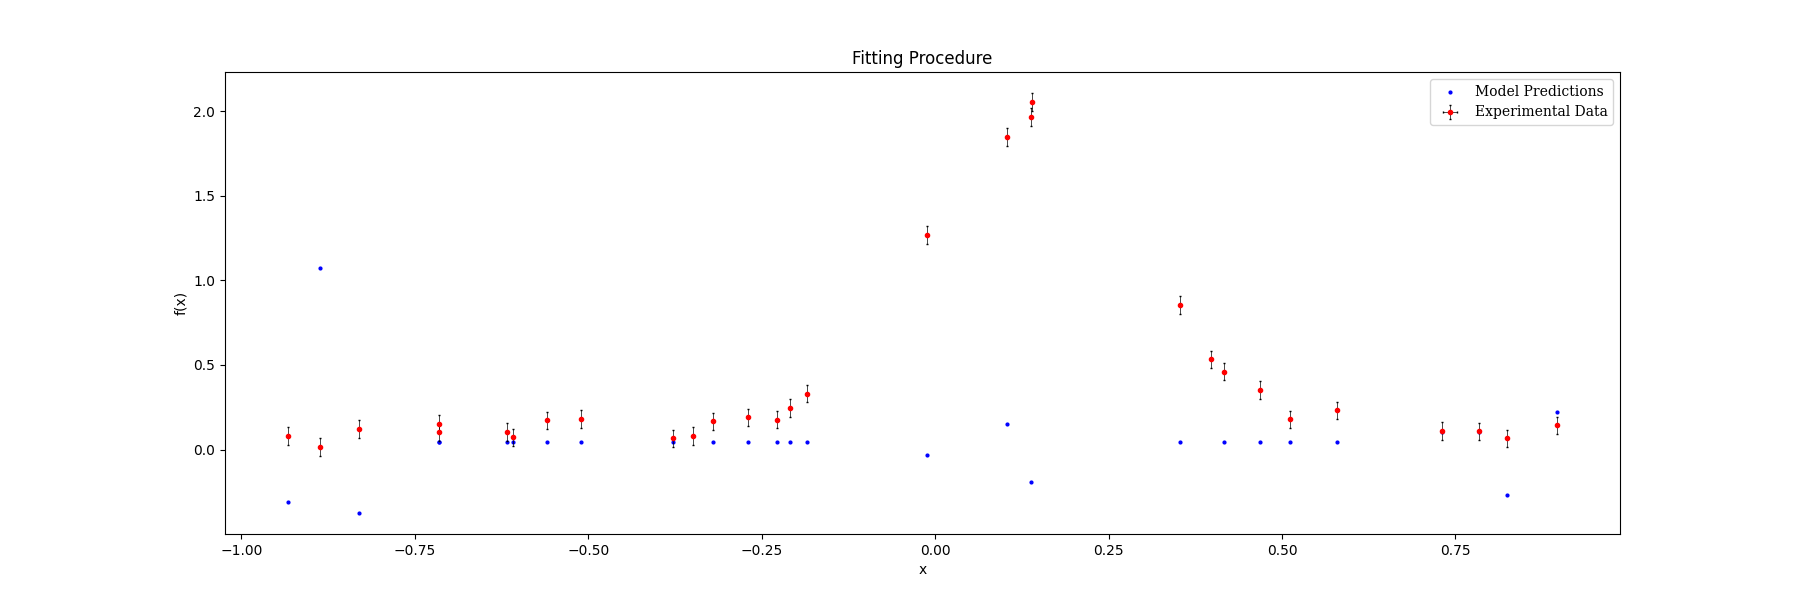 Fitting Procedure
Model Predictions
Experimental Data
f(x)
2.0
1.5
1.0
0.5
0.0
−1.00 −0.75 −0.50 −0.25 0.00 0.25 0.50 0.75
x